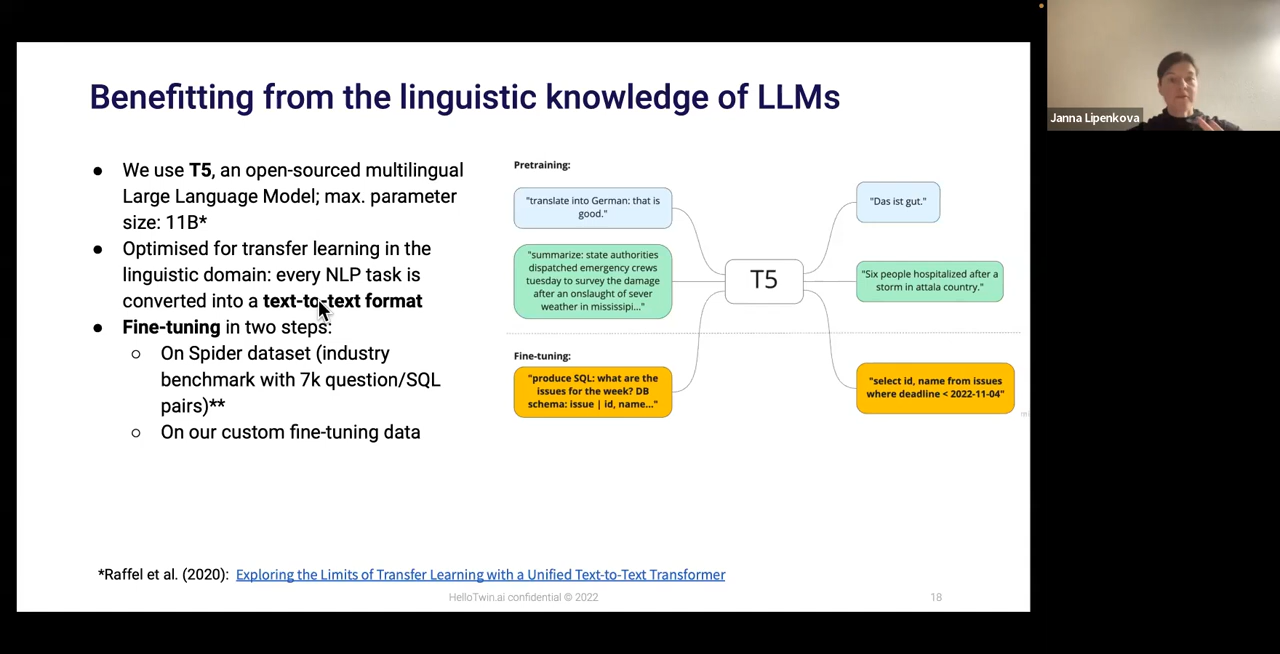 Benefitting from the linguistic knowledge of LLMs
Janna Lipenkova
● We use T5, an open-sourced multilingual
Large Language Model; max. parameter
size: 11B*
● Optimised for transfer learning in the
linguistic domain: every NLP task is
converted into a text-to-text format
● Fine-tuning in two steps:
○ On Spider dataset (industry
benchmark with 7k question/SQL
pairs)**
○ On our custom fine-tuning data
Pretraining:
"translate into German: that is
good."
"summarize: state authorities
dispatched emergency crews
tuesday to survey the damage
after an onslaught of sever
weather in mississipi..."
Fine-tuning:
"produce SQL: what are the
issues for the week? DB
schema: issue | id, name..."
T5
"Das ist gut."
"Six people hospitalized after a
storm in attala country."
"select id, name from issues
where deadline < 2022-11-04"
*Raffel et al. (2020): Exploring the Limits of Transfer Learning with a Unified Text-to-Text Transformer
HelloTwin.ai confidential © 2022
18